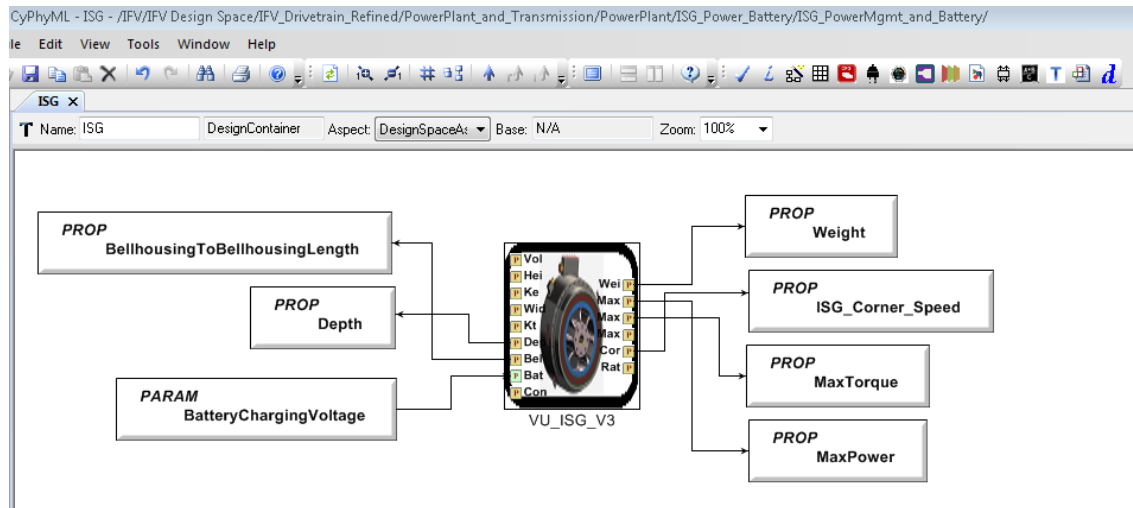 CyPhyML - ISG - /IFV/IFV Design Space/IFV_Drivetrain_Refined/PowerPlant_and_Transmission/PowerPlant/ISG_Power_Battery/ISG_PowerMgmt_and_Battery/
le Edit View Tools Window Help
ISG X
T Name: ISG DesignContainer Aspect: DesignSpaceA: Base: N/A Zoom: 100%
PROP
BellhousingToBellhousingLength
PROP
Depth
PARAM
BatteryChargingVoltage
P Vol
P Hei
P Ke
P Wid
P Kt
P De
P Bel
P Bat
P Con
Wei P
Max P
Max P
Max P
Cor P
Rat P
VU_ISG_V3
PROP
Weight
PROP
ISG_Corner_Speed
PROP
MaxTorque
PROP
MaxPower